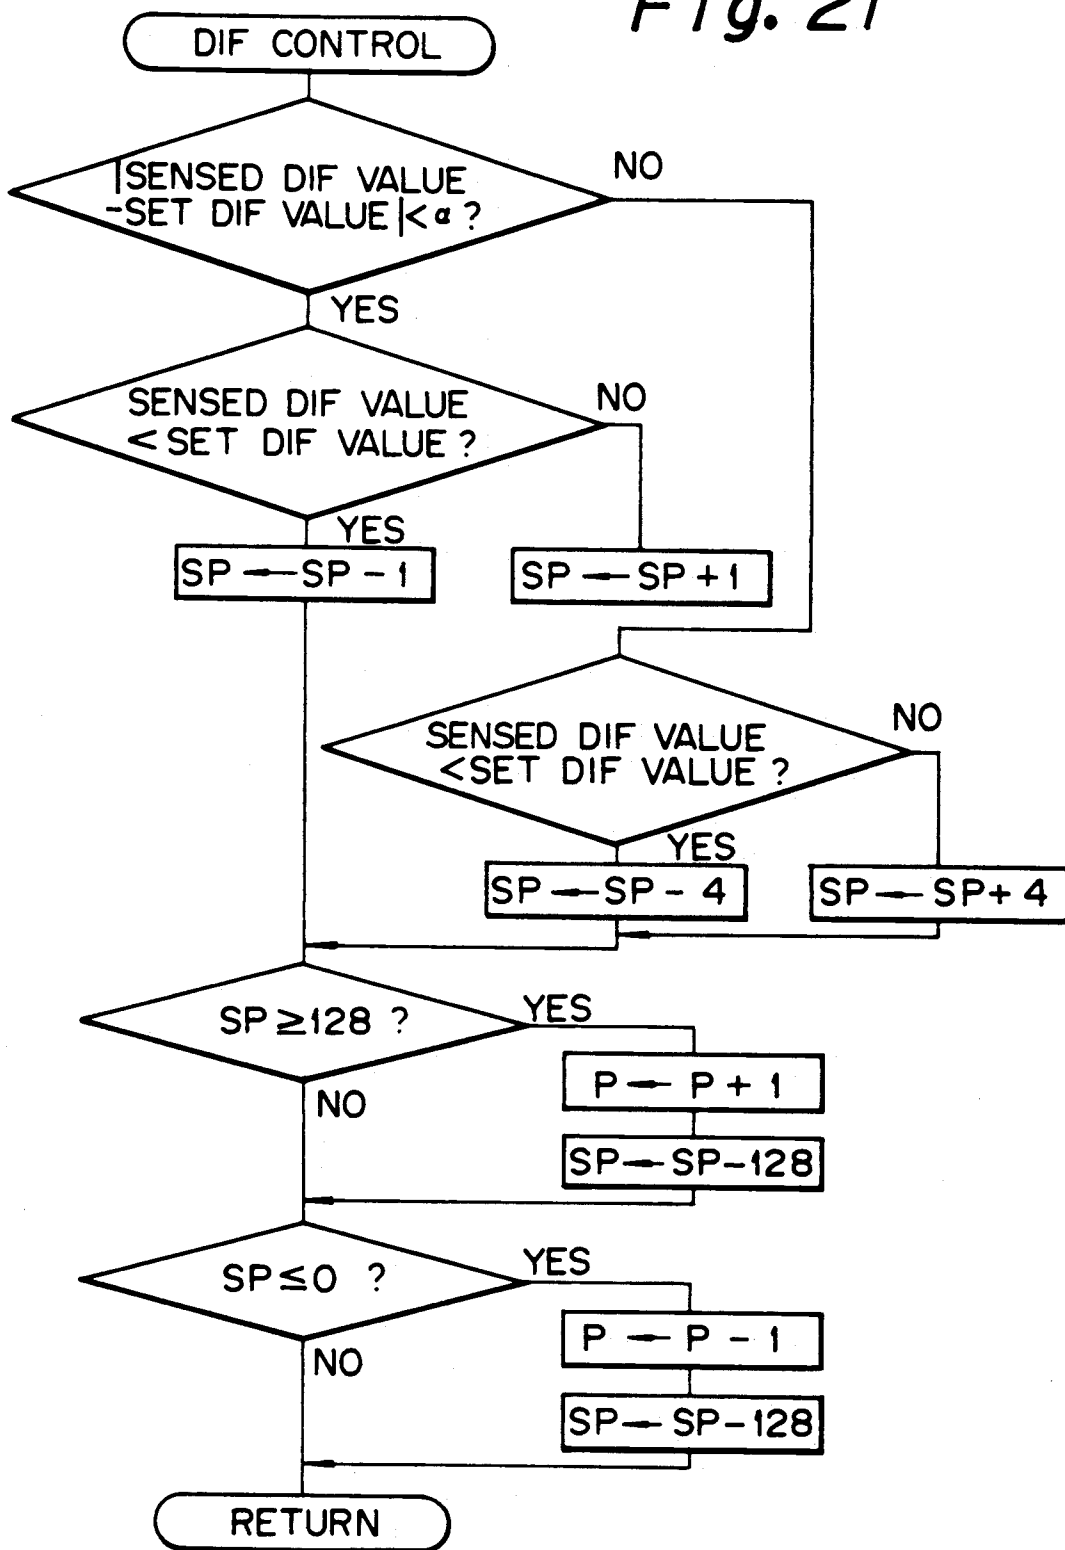 Fig. 21
DIF CONTROL
|SENSED DIF VALUE
-SET DIF VALUE|<α ?
NO
YES
SENSED DIF VALUE
< SET DIF VALUE ?
NO
YES
SP ← SP - 1
SP ← SP + 1
SENSED DIF VALUE
<SET DIF VALUE ?
NO
YES
SP ← SP - 4
SP ← SP + 4
SP ≥ 128 ?
YES
NO
P ← P + 1
SP ← SP-128
SP ≦ 0 ?
YES
NO
P ← P - 1
SP ← SP-128
RETURN